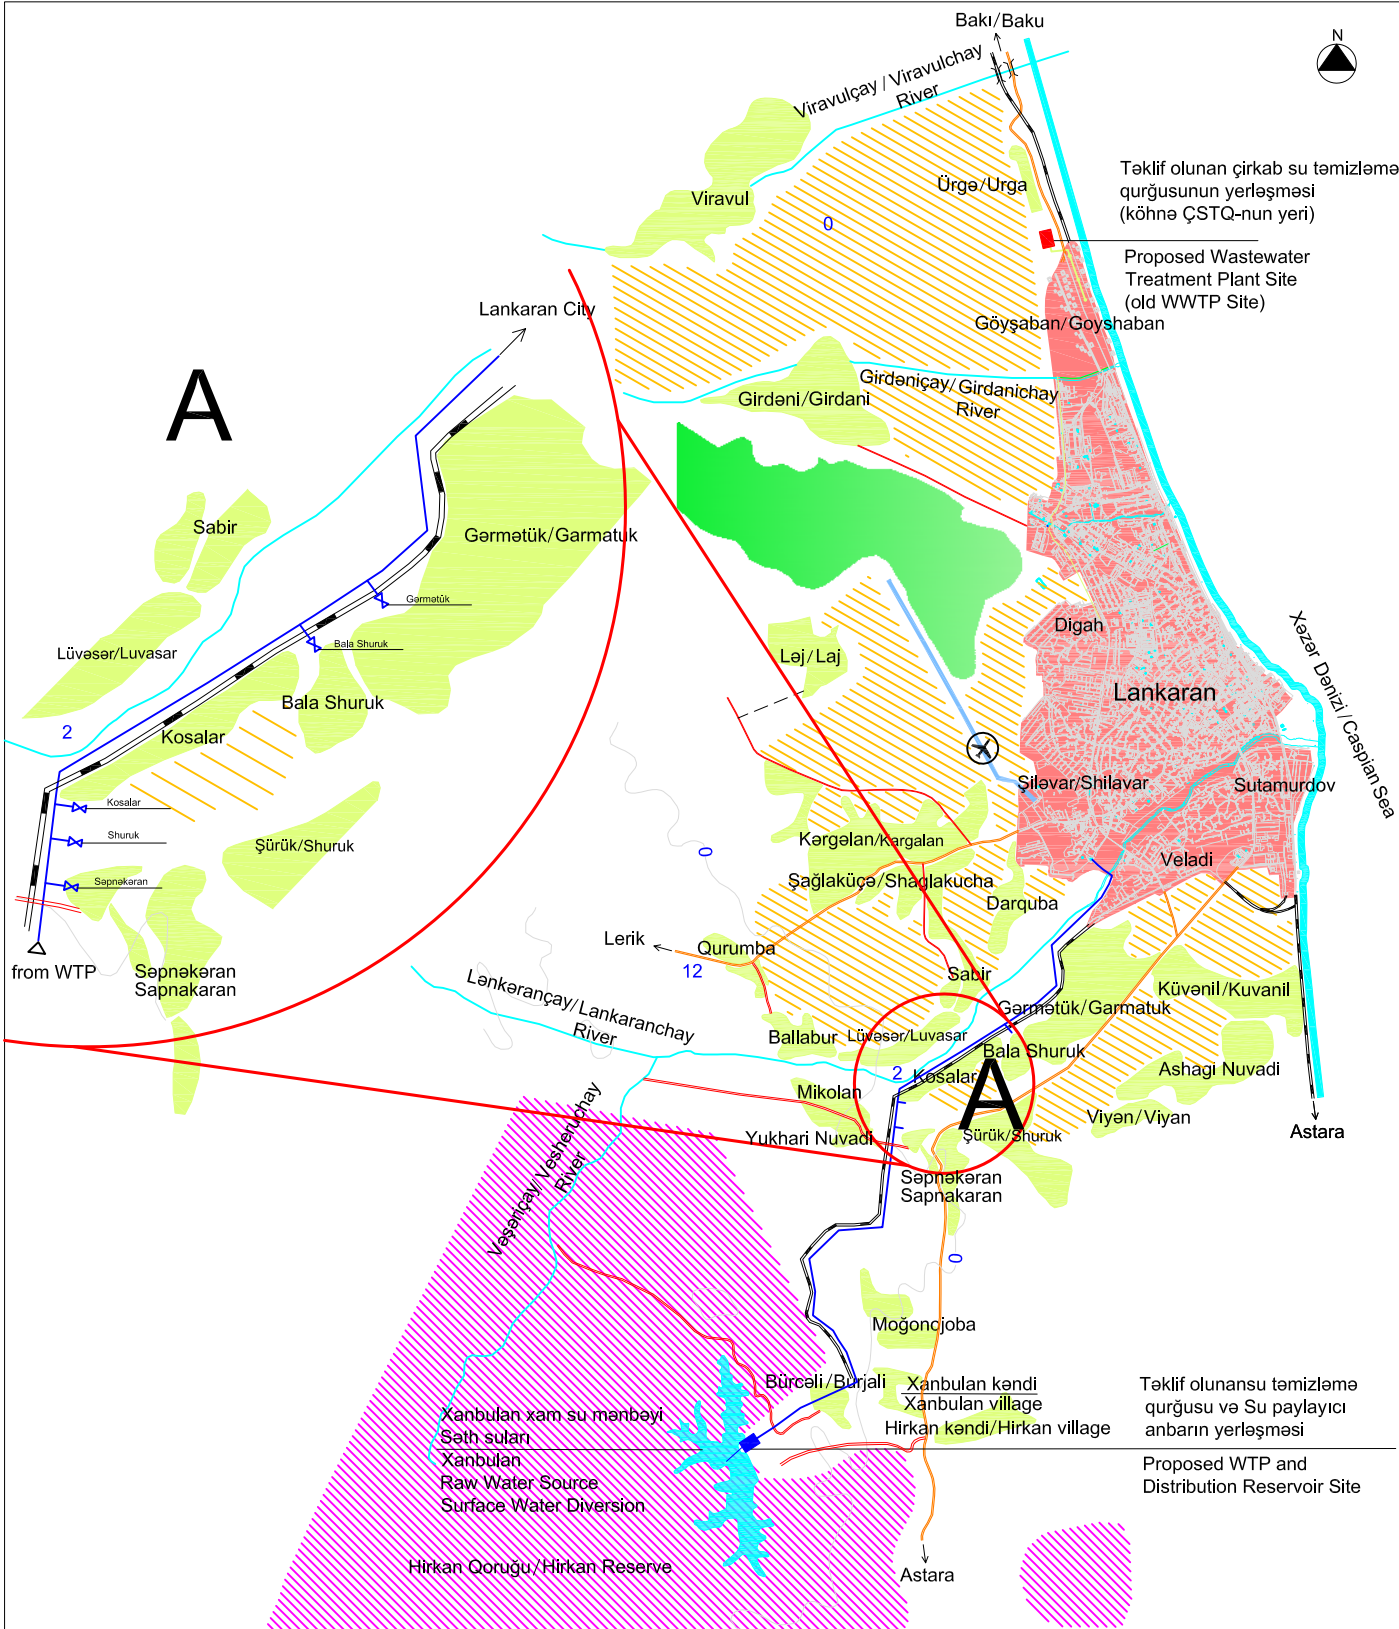 Bakı/Baku
N
Viravulçay/Viravulchay
River
Təklif olunan çirkab su təmizləmə
qurğusunun yerləşməsi
(köhnə ÇSTQ-nun yeri)
Ürgə/Urga
Viravul
0
Proposed Wastewater
Treatment Plant Site
(old WWTP Site)
Lankaran City
Göyşaban/Goyshaban
A
Girdəniçay/Girdanichay
River
Girdəni/Girdani
Sabir
Gərmətük/Garmatuk
Gərmətük
Bala Shuruk
Lüvəsər/Luvasar
Digah
Ləj/Laj
Xəzər Dənizi/Caspian Sea
Lankaran
Bala Shuruk
2
Kosalar
Şiləvar/Shilavar
Sutamurdov
Kosalar
Shuruk
Şürük/Shuruk
Səpnəkəran
Kərgəlan/Kargalan
0
Veladi
Şağlaküçə/Shaglakucha
Darquba
Lerik
Qurumba
12
from WTP
Səpnəkəran
Sapnakaran
Sabir
Lənkərançay/Lankaranchay
River
Küvənil/Kuvanil
Gərmətük/Garmatuk
Ballabur
Lüvəsər/Luvasar
Bala Shuruk
Ashagi Nuvadi
2
Kosalar
A
Mikolan
Viyən/Viyan
Yukhari Nuvadi
Şürük/Shuruk
Astara
Vəşəriçay/Vesheruchay
River
Səpnəkəran
Sapnakaran
0
Moğonojoba
Bürcəli/Burjali
Xanbulan kəndi
Xanbulan village
Hirkan kəndi/Hirkan village
Təklif olunansu təmizləmə
qurğusu və Su paylayıcı
anbarın yerləşməsi
Xanbulan xam su mənbəyi
Səth suları
Xanbulan
Raw Water Source
Surface Water Diversion
Proposed WTP and
Distribution Reservoir Site
Hirkan Qoruğu/Hirkan Reserve
Astara